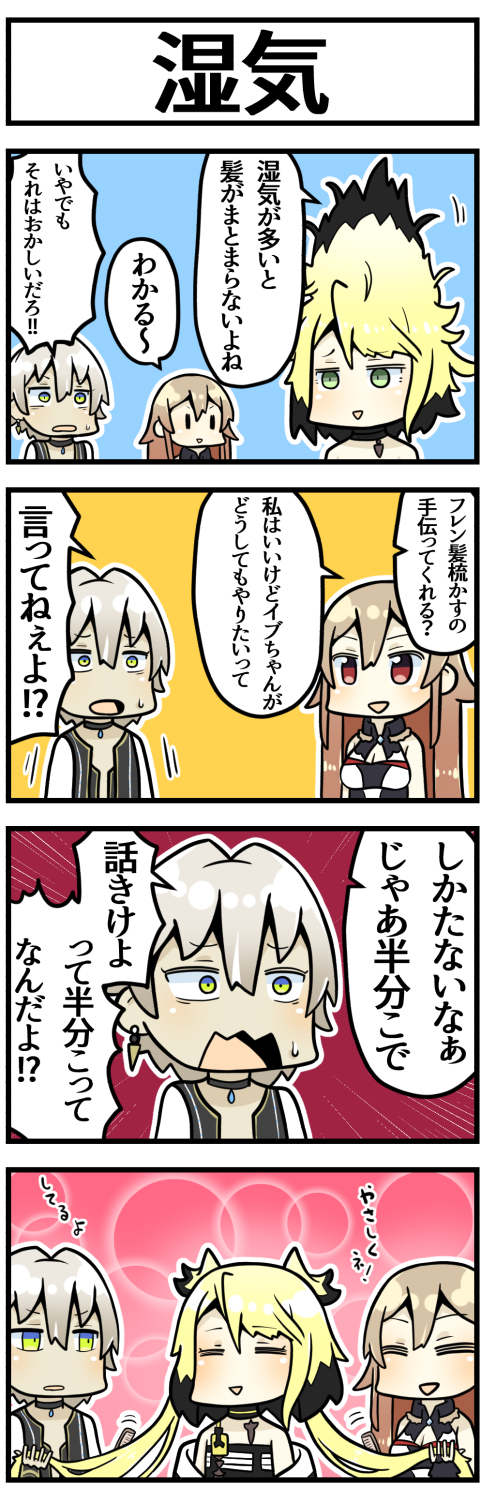 湿気
湿気が多いと
髪がまとまらないよね
わかる～
いやでも
それはおかしいだろ!!
フレン髪梳かすの
手伝ってくれる？
私はいいけどイブちゃんが
どうしてもやりたいって
言ってねぇよ!?
しかたないなぁ
じゃあ半分こで
話きけよ
って半分こって
なんだよ!?
やさしく
ネ!
してるよ